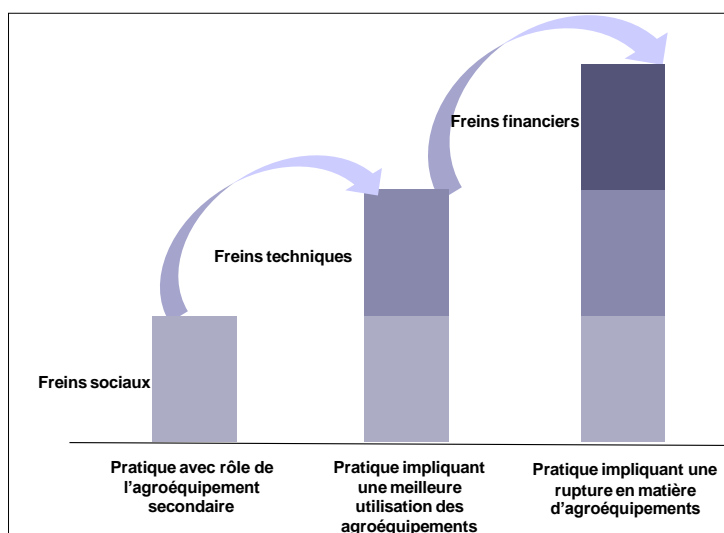 Freins financiers
Freins techniques
Freins sociaux
Pratique avec rôle de
l'agroéquipement
secondaire
Pratique impliquant
une meilleure
utilisation des
agroéquipements
Pratique impliquant une
rupture en matière
d'agroéquipements